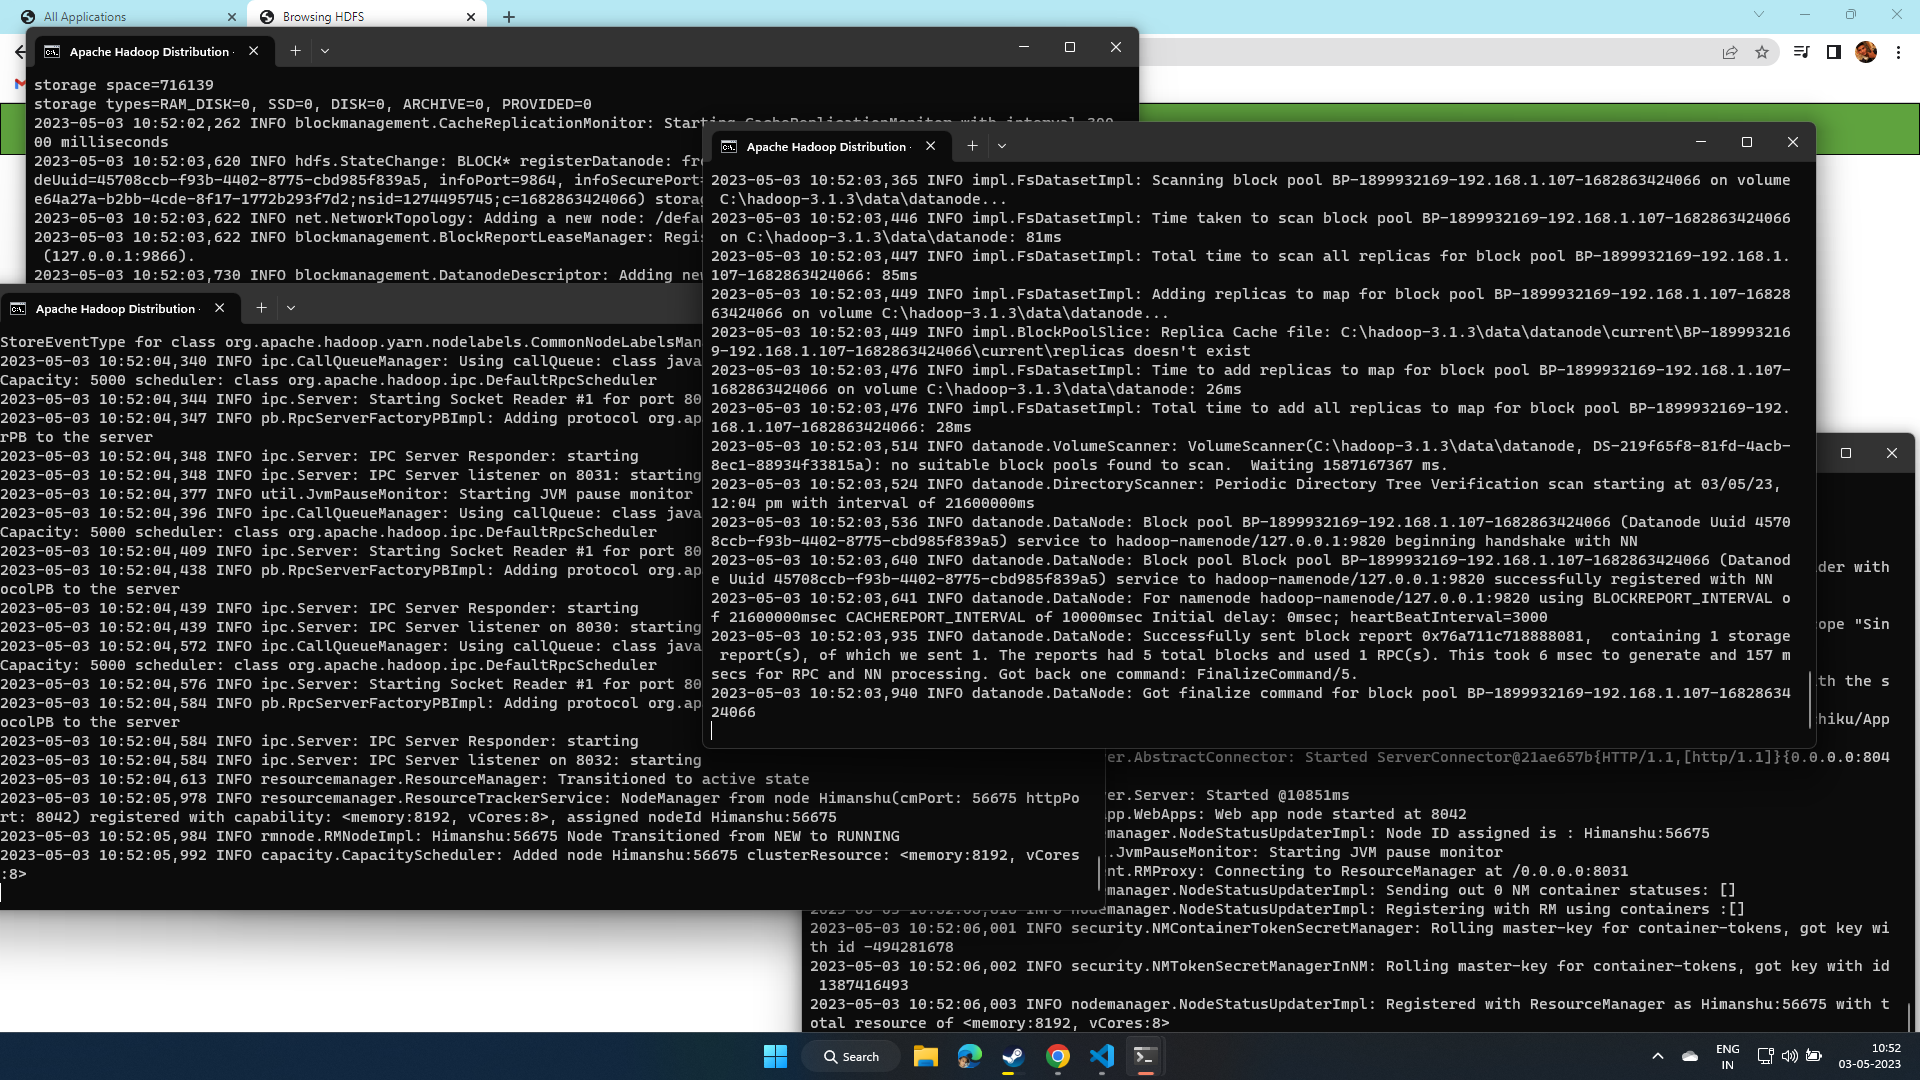 All Applications
Browsing HDFS
Apache Hadoop Distribution
storage space=716139
storage types=RAM_DISK=0, SSD=0, DISK=0, ARCHIVE=0, PROVIDED=0
2023-05-03 10:52:02,262 INFO blockmanagement.CacheReplicationMonitor: Starting CacheReplicationMonitor with interval 300
00 milliseconds
2023-05-03 10:52:03,620 INFO hdfs.StateChange: BLOCK* registerDatanode:
deUuid=45708ccb-f93b-4402-8775-cbd985f839a5, infoPort=9864, infoSecurePort=
e64a27a-b2bb-4cde-8f17-1772b293f7d2;nsid=1274495745;c=1682863424066)
2023-05-03 10:52:03,622 INFO net.NetworkTopology: Adding a new node:
2023-05-03 10:52:03,622 INFO blockmanagement.BlockReportLeaseManager:
(127.0.0.1:9866).
2023-05-03 10:52:03,730 INFO blockmanagement.DatanodeDescriptor: Adding new
Apache Hadoop Distribution
2023-05-03 10:52:03,365 INFO impl.FsDatasetImpl: Scanning block pool BP-1899932169-192.168.1.107-1682863424066 on volume
C:\hadoop-3.1.3\data\datanode...
2023-05-03 10:52:03,446 INFO impl.FsDatasetImpl: Time taken to scan block pool BP-1899932169-192.168.1.107-1682863424066
on C:\hadoop-3.1.3\data\datanode: 81ms
2023-05-03 10:52:03,447 INFO impl.FsDatasetImpl: Total time to scan all replicas for block pool BP-1899932169-192.168.1.
107-1682863424066: 85ms
2023-05-03 10:52:03,449 INFO impl.FsDatasetImpl: Adding replicas to map for block pool BP-1899932169-192.168.1.107-16828
63424066 on volume C:\hadoop-3.1.3\data\datanode...
2023-05-03 10:52:03,449 INFO impl.BlockPoolSlice: Replica Cache file: C:\hadoop-3.1.3\data\datanode\current\BP-189993216
9-192.168.1.107-1682863424066\current\replicas doesn't exist
2023-05-03 10:52:03,476 INFO impl.FsDatasetImpl: Time to add replicas to map for block pool BP-1899932169-192.168.1.107-
1682863424066 on volume C:\hadoop-3.1.3\data\datanode: 26ms
2023-05-03 10:52:03,476 INFO impl.FsDatasetImpl: Total time to add all replicas to map for block pool BP-1899932169-192.
168.1.107-1682863424066: 28ms
2023-05-03 10:52:03,514 INFO datanode.VolumeScanner: VolumeScanner(C:\hadoop-3.1.3\data\datanode, DS-219f65f8-81fd-4acb-
8ec1-88934f33815a): no suitable block pools found to scan.  Waiting 1587167367 ms.
2023-05-03 10:52:03,524 INFO datanode.DirectoryScanner: Periodic Directory Tree Verification scan starting at 03/05/23,
12:04 pm with interval of 21600000ms
2023-05-03 10:52:03,536 INFO datanode.DataNode: Block pool BP-1899932169-192.168.1.107-1682863424066 (Datanode Uuid 4570
8ccb-f93b-4402-8775-cbd985f839a5) service to hadoop-namenode/127.0.0.1:9820 beginning handshake with NN
2023-05-03 10:52:03,640 INFO datanode.DataNode: Block pool Block pool BP-1899932169-192.168.1.107-1682863424066 (Datanod
e Uuid 45708ccb-f93b-4402-8775-cbd985f839a5) service to hadoop-namenode/127.0.0.1:9820 successfully registered with NN
2023-05-03 10:52:03,641 INFO datanode.DataNode: For namenode hadoop-namenode/127.0.0.1:9820 using BLOCKREPORT_INTERVAL o
f 21600000msec CACHEREPORT_INTERVAL of 10000msec Initial delay: 0msec; heartBeatInterval=3000
2023-05-03 10:52:03,935 INFO datanode.DataNode: Successfully sent block report 0x76a711c718888081,  containing 1 storage
report(s), of which we sent 1. The reports had 5 total blocks and used 1 RPC(s). This took 6 msec to generate and 157 m
secs for RPC and NN processing. Got back one command: FinalizeCommand/5.
2023-05-03 10:52:03,940 INFO datanode.DataNode: Got finalize command for block pool BP-1899932169-192.168.1.107-16828634
24066
Apache Hadoop Distribution
StoreEventType for class org.apache.hadoop.yarn.nodelabels.CommonNodeLabelsMan
2023-05-03 10:52:04,340 INFO ipc.CallQueueManager: Using callQueue: class java
Capacity: 5000 scheduler: class org.apache.hadoop.ipc.DefaultRpcScheduler
2023-05-03 10:52:04,344 INFO ipc.Server: Starting Socket Reader #1 for port 80
2023-05-03 10:52:04,347 INFO pb.RpcServerFactoryPBImpl: Adding protocol org.ap
rPB to the server
2023-05-03 10:52:04,348 INFO ipc.Server: IPC Server Responder: starting
2023-05-03 10:52:04,348 INFO ipc.Server: IPC Server listener on 8031: starting
2023-05-03 10:52:04,377 INFO util.JvmPauseMonitor: Starting JVM pause monitor
2023-05-03 10:52:04,396 INFO ipc.CallQueueManager: Using callQueue: class java
Capacity: 5000 scheduler: class org.apache.hadoop.ipc.DefaultRpcScheduler
2023-05-03 10:52:04,409 INFO ipc.Server: Starting Socket Reader #1 for port 80
2023-05-03 10:52:04,438 INFO pb.RpcServerFactoryPBImpl: Adding protocol org.ap
ocolPB to the server
2023-05-03 10:52:04,439 INFO ipc.Server: IPC Server Responder: starting
2023-05-03 10:52:04,439 INFO ipc.Server: IPC Server listener on 8030: starting
2023-05-03 10:52:04,572 INFO ipc.CallQueueManager: Using callQueue: class java
Capacity: 5000 scheduler: class org.apache.hadoop.ipc.DefaultRpcScheduler
2023-05-03 10:52:04,576 INFO ipc.Server: Starting Socket Reader #1 for port 80
2023-05-03 10:52:04,584 INFO pb.RpcServerFactoryPBImpl: Adding protocol org.ap
ocolPB to the server
2023-05-03 10:52:04,584 INFO ipc.Server: IPC Server Responder: starting
2023-05-03 10:52:04,584 INFO ipc.Server: IPC Server listener on 8032: starting
2023-05-03 10:52:04,613 INFO resourcemanager.ResourceManager: Transitioned to active state
2023-05-03 10:52:05,978 INFO resourcemanager.ResourceTrackerService: NodeManager from node Himanshu(cmPort: 56675 httpPo
rt: 8042) registered with capability: <memory:8192, vCores:8>, assigned nodeId Himanshu:56675
2023-05-03 10:52:05,984 INFO rmnode.RMNodeImpl: Himanshu:56675 Node Transitioned from NEW to RUNNING
2023-05-03 10:52:05,992 INFO capacity.CapacityScheduler: Added node Himanshu:56675 clusterResource: <memory:8192, vCores
:8>
der with
ope "Sin
th the s
hiku/App
er.AbstractConnector: Started ServerConnector@21ae657b{HTTP/1.1,[http/1.1]}{0.0.0.0:804
er.Server: Started @10851ms
pp.WebApps: Web app node started at 8042
emanager.NodeStatusUpdaterImpl: Node ID assigned is : Himanshu:56675
.JvmPauseMonitor: Starting JVM pause monitor
ent.RMProxy: Connecting to ResourceManager at /0.0.0.0:8031
emanager.NodeStatusUpdaterImpl: Sending out 0 NM container statuses: []
emanager.NodeStatusUpdaterImpl: Registering with RM using containers :[]
2023-05-03 10:52:06,001 INFO security.NMContainerTokenSecretManager: Rolling master-key for container-tokens, got key wi
th id -494281678
2023-05-03 10:52:06,002 INFO security.NMTokenSecretManagerInNM: Rolling master-key for container-tokens, got key with id
1387416493
2023-05-03 10:52:06,003 INFO nodemanager.NodeStatusUpdaterImpl: Registered with ResourceManager as Himanshu:56675 with t
otal resource of <memory:8192, vCores:8>
Search
ENG
IN
10:52
03-05-2023